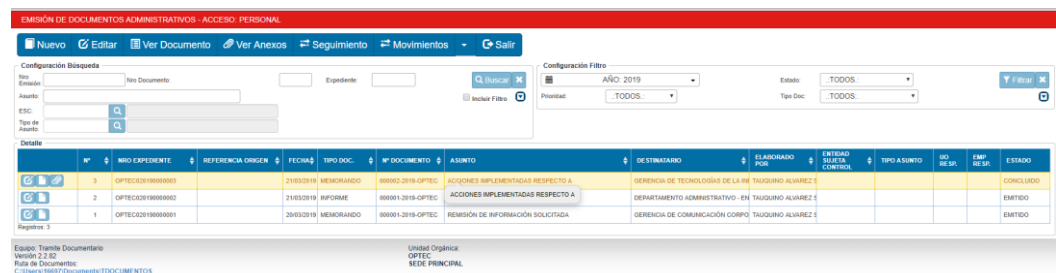 EMISIÓN DE DOCUMENTOS ADMINISTRATIVOS - ACCESO: PERSONAL
Nuevo Editar Ver Documento Ver Anexos Seguimiento Movimientos Salir
Configuración Búsqueda Configuración Filtro
Nro Emisión: Nro Documento: Expediente: Buscar AÑO: 2019 Estado: .:TODOS:. Filtrar
Asunto: Incluir Filtro Prioridad: .:TODOS:. Tipo Doc: .:TODOS:.
ESC:
Tipo de Asunto:
Detalle
Nº NRO EXPEDIENTE REFERENCIA ORIGEN FECHA TIPO DOC. Nº DOCUMENTO ASUNTO DESTINATARIO ELABORADO POR ENTIDAD SUJETA CONTROL TIPO ASUNTO UO RESP. EMP RESP. ESTADO
3 OPTEC020190000003 21/03/2019 MEMORANDO 000002-2019-OPTEC ACCIONES IMPLEMENTADAS RESPECTO A GERENCIA DE TECNOLOGÍAS DE LA IN TAUQUINO ALVAREZ S CONCLUIDO
ACCIONES IMPLEMENTADAS RESPECTO A
2 OPTEC020190000002 21/03/2019 INFORME 000001-2019-OPTEC DEPARTAMENTO ADMINISTRATIVO - EN TAUQUINO ALVAREZ S EMITIDO
1 OPTEC020190000001 20/03/2019 MEMORANDO 000001-2019-OPTEC REMISIÓN DE INFORMACIÓN SOLICITADA GERENCIA DE COMUNICACIÓN CORPO TAUQUINO ALVAREZ S EMITIDO
Registros: 3
Equipo: Tramite Documentario Unidad Orgánica:
Versión 2.2.82 OPTEC
Ruta de Documentos: SEDE PRINCIPAL
C:\Users\16697\Documents\TDOCUMENTOS